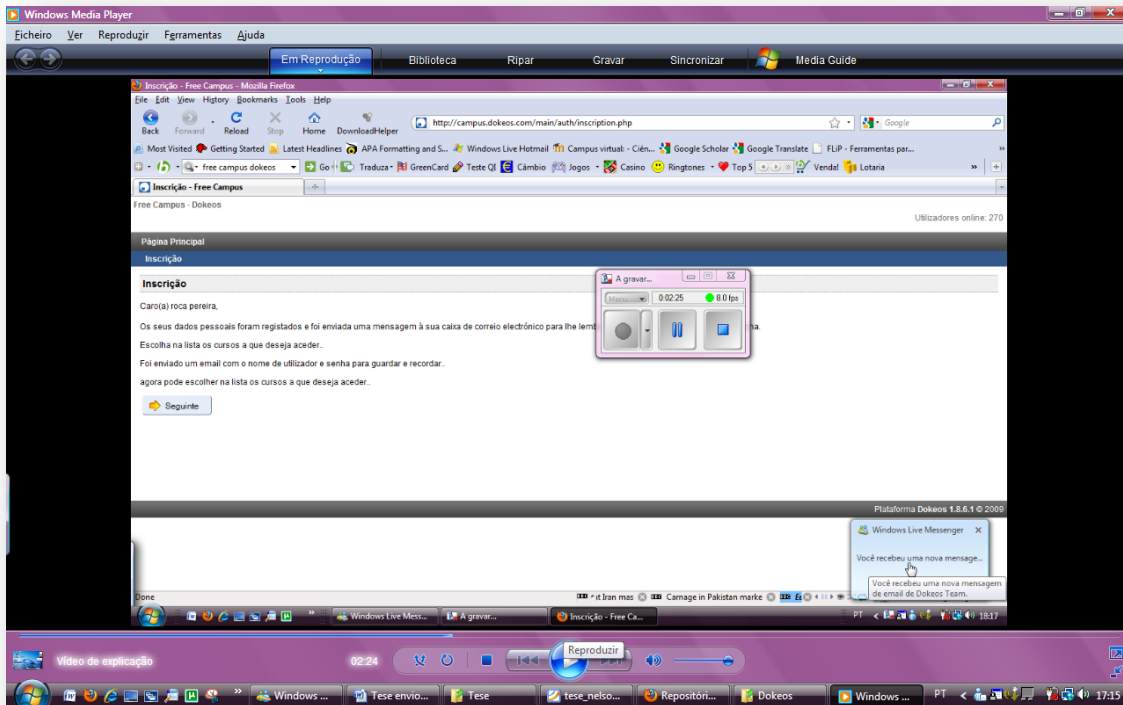 Windows Media Player
Ficheiro Ver Reproduzir Ferramentas Ajuda
Em Reprodução Biblioteca Ripar Gravar Sincronizar Media Guide
Inscrição - Free Campus - Mozilla Firefox
File Edit View History Bookmarks Tools Help
Back Forward Reload Stop Home DownloadHelper http://campus.dokeos.com/main/auth/inscription.php Google
Most Visited Getting Started Latest Headlines APA Formatting and S... Windows Live Hotmail Campus virtual: - Ciên... Google Scholar Google Translate FLiP - Ferramentas par...
free campus dokeos Go Traduza GreenCard Teste QI Câmbio Jogos Casino Ringtones Top 5 Venda! Lotaria
Inscrição - Free Campus
Free Campus - Dokeos
Utilizadores online: 270
Página Principal
Inscrição
Inscrição
A gravar...
Menu 0:02:25 8.0 fps
Caro(a) roca pereira,
Os seus dados pessoais foram registados e foi enviada uma mensagem à sua caixa de correio electrónico para lhe
Escolha na lista os cursos a que deseja aceder..
Foi enviado um email com o nome de utilizador e senha para guardar e recordar..
agora pode escolher na lista os cursos a que deseja aceder..
Seguinte
Plataforma Dokeos 1.8.6.1 © 2009
Windows Live Messenger
Você recebeu uma nova mensage...
Você recebeu uma nova mensagem
de email de Dokeos Team.
Done it Iran mas Carnage in Pakistan marke
Windows Live Mess... A gravar... Inscrição - Free Ca... PT 18:17
Reproduzir
Vídeo de explicação 02:24
Windows ... Tese envio... Tese tese_nelso... Repositóri... Dokeos Windows ... PT 17:15